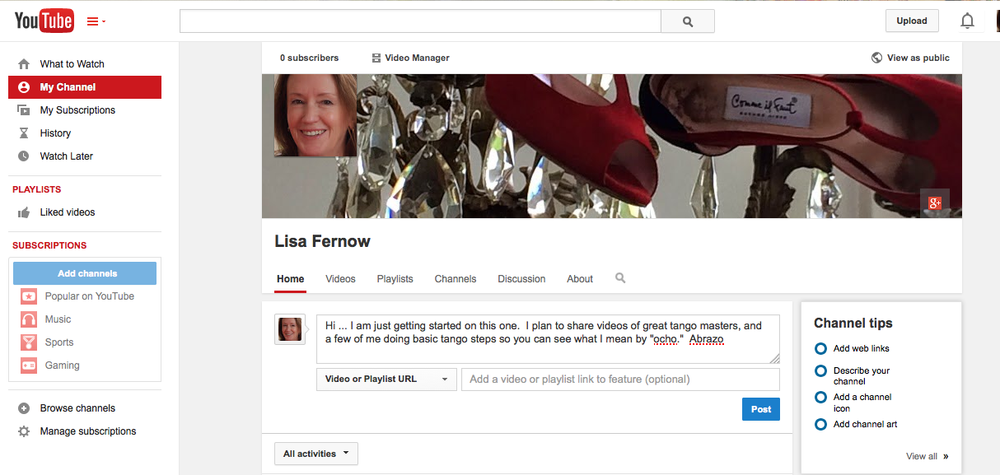 YouTube
Upload
What to Watch
My Channel
My Subscriptions
History
Watch Later
PLAYLISTS
Liked videos
SUBSCRIPTIONS
Add channels
Popular on YouTube
Music
Sports
Gaming
Browse channels
Manage subscriptions
0 subscribers
Video Manager
View as public
Comme il Faut
BUENOS AIRES
g+
Lisa Fernow
Home
Videos
Playlists
Channels
Discussion
About
Hi ... I am just getting started on this one. I plan to share videos of great tango masters, and
a few of me doing basic tango steps so you can see what I mean by "ocho." Abrazo
Video or Playlist URL
Add a video or playlist link to feature (optional)
Post
All activities
Channel tips
Add web links
Describe your
channel
Add a channel
icon
Add channel art
View all »